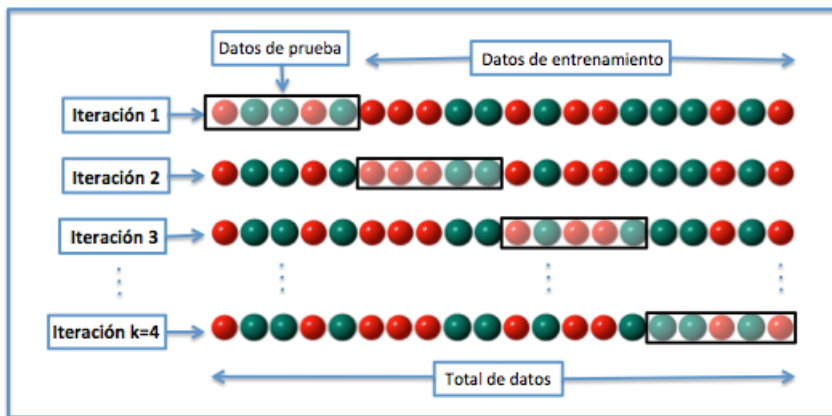 Datos de prueba
Datos de entrenamiento
Iteración 1
Iteración 2
Iteración 3
Iteración k=4
Total de datos